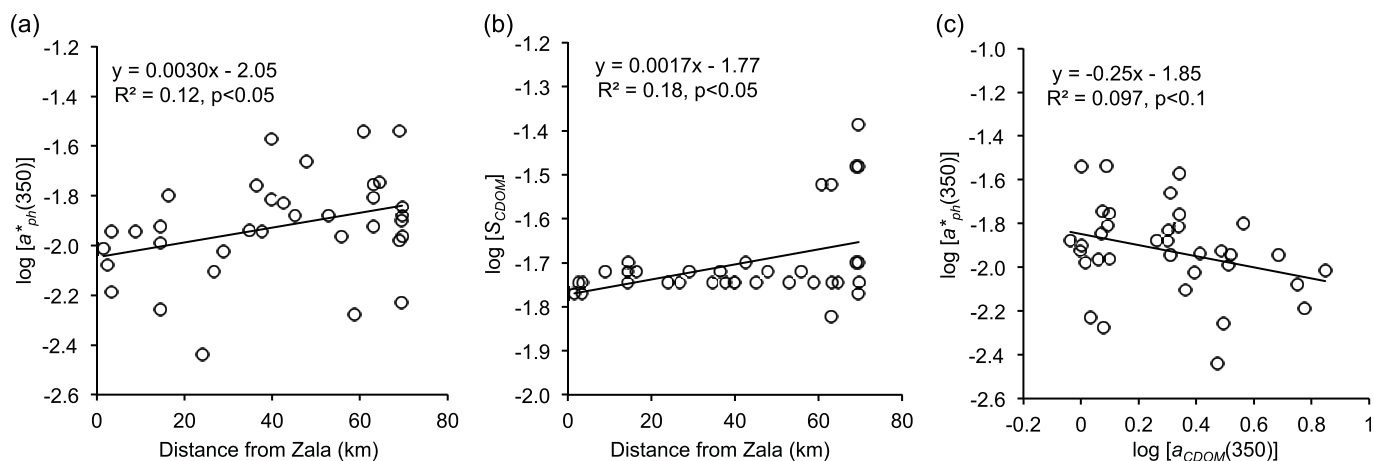 (a)
y = 0.0030x - 2.05
R² = 0.12, p<0.05
log [a*ph(350)]
-1.2
-1.4
-1.6
-1.8
-2.0
-2.2
-2.4
-2.6
0
20
40
60
80
Distance from Zala (km)
(b)
y = 0.0017x - 1.77
R² = 0.18, p<0.05
log [SCDOM]
-1.2
-1.3
-1.4
-1.5
-1.6
-1.7
-1.8
-1.9
-2.0
0
20
40
60
80
Distance from Zala (km)
(c)
y = -0.25x - 1.85
R² = 0.097, p<0.1
log [a*ph(350)]
-1.0
-1.2
-1.4
-1.6
-1.8
-2.0
-2.2
-2.4
-2.6
-0.2
0
0.2
0.4
0.6
0.8
1
log [aCDOM(350)]